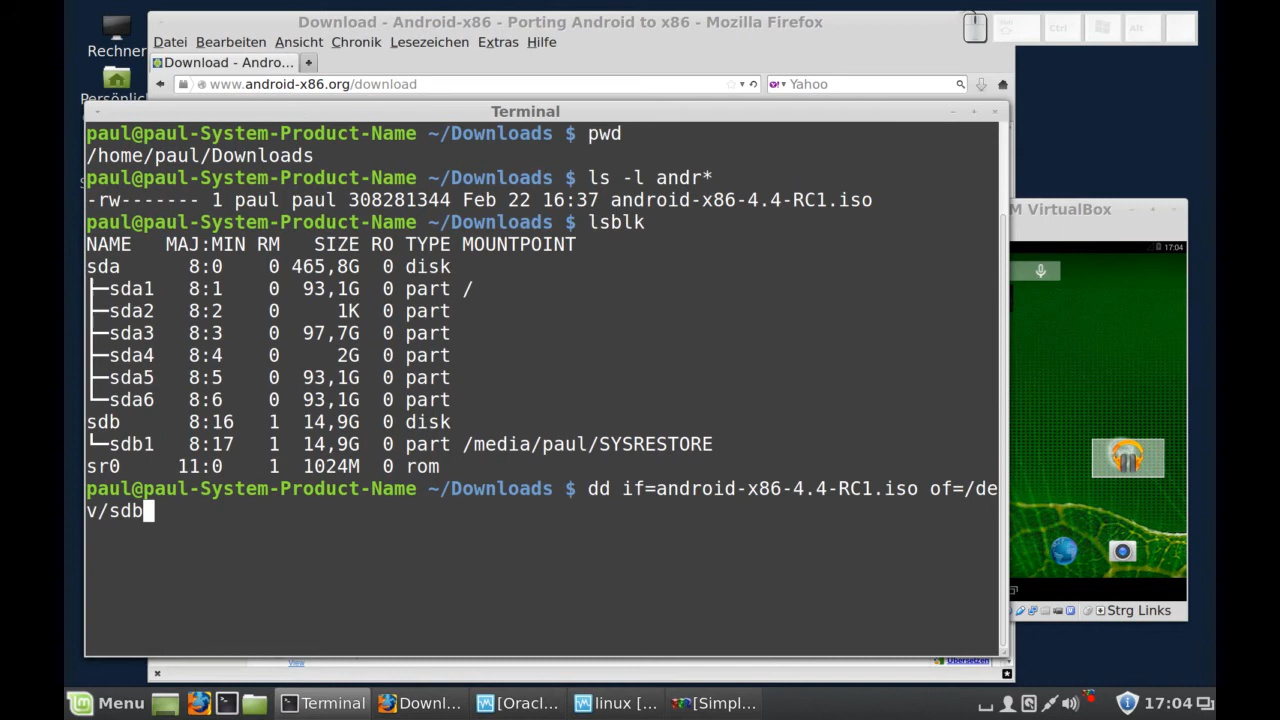 Download - Android-x86 - Porting Android to x86 - Mozilla Firefox
Rechner
Datei Bearbeiten Ansicht Chronik Lesezeichen Extras Hilfe
Ctrl
Alt
Download - Andro...
Persönlic
www.android-x86.org/download
Yahoo
Terminal
paul@paul-System-Product-Name ~/Downloads $ pwd
/home/paul/Downloads
paul@paul-System-Product-Name ~/Downloads $ ls -l andr*
-rw------- 1 paul paul 308281344 Feb 22 16:37 android-x86-4.4-RC1.iso
paul@paul-System-Product-Name ~/Downloads $ lsblk
NAME   MAJ:MIN RM   SIZE RO TYPE MOUNTPOINT
sda      8:0    0 465,8G  0 disk
├─sda1   8:1    0  93,1G  0 part /
├─sda2   8:2    0     1K  0 part
├─sda3   8:3    0  97,7G  0 part
├─sda4   8:4    0     2G  0 part
├─sda5   8:5    0  93,1G  0 part
└─sda6   8:6    0  93,1G  0 part
sdb      8:16   1  14,9G  0 disk
└─sdb1   8:17   1  14,9G  0 part /media/paul/SYSRESTORE
sr0     11:0    1  1024M  0 rom
paul@paul-System-Product-Name ~/Downloads $ dd if=android-x86-4.4-RC1.iso of=/de
v/sdb
M VirtualBox
17:04
Strg Links
View
Übersetzen
Menu
Terminal
Downl...
[Oracl...
linux [...
[Simpl...
17:04